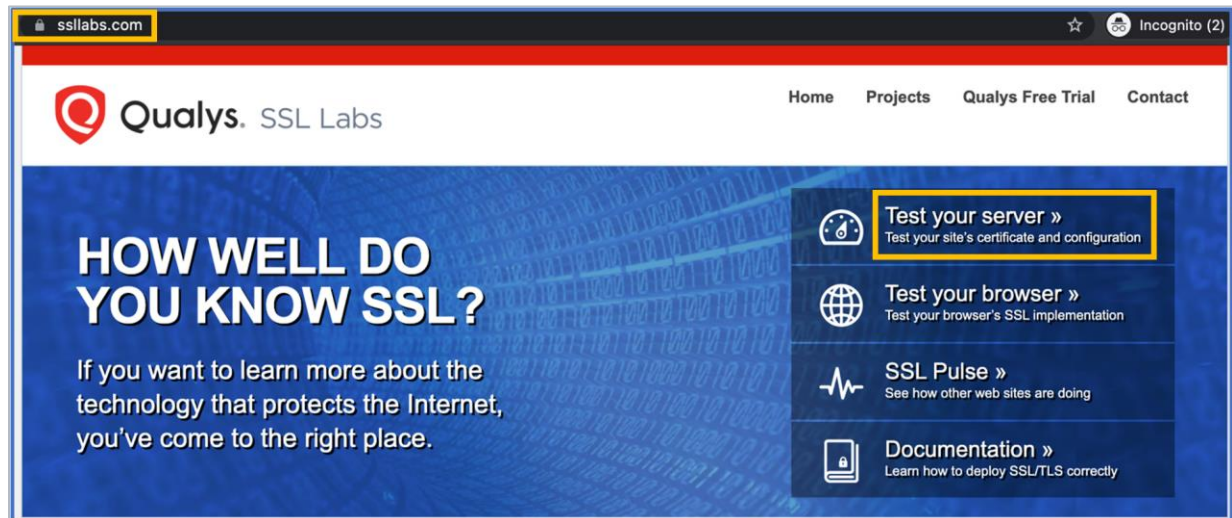 ssllabs.com
Incognito (2)
Qualys. SSL Labs
Home Projects Qualys Free Trial Contact
HOW WELL DO
YOU KNOW SSL?
If you want to learn more about the
technology that protects the Internet,
you've come to the right place.
Test your server »
Test your site's certificate and configuration
Test your browser »
Test your browser's SSL implementation
SSL Pulse »
See how other web sites are doing
Documentation »
Learn how to deploy SSL/TLS correctly